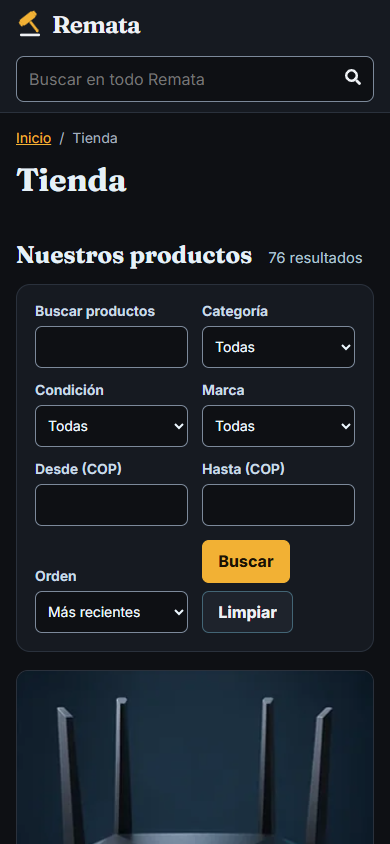 Remata
Buscar en todo Remata
Inicio / Tienda
Tienda
Nuestros productos 76 resultados
Buscar productos Categoría
Todas
Condición Marca
Todas Todas
Desde (COP) Hasta (COP)
Buscar
Orden
Más recientes Limpiar